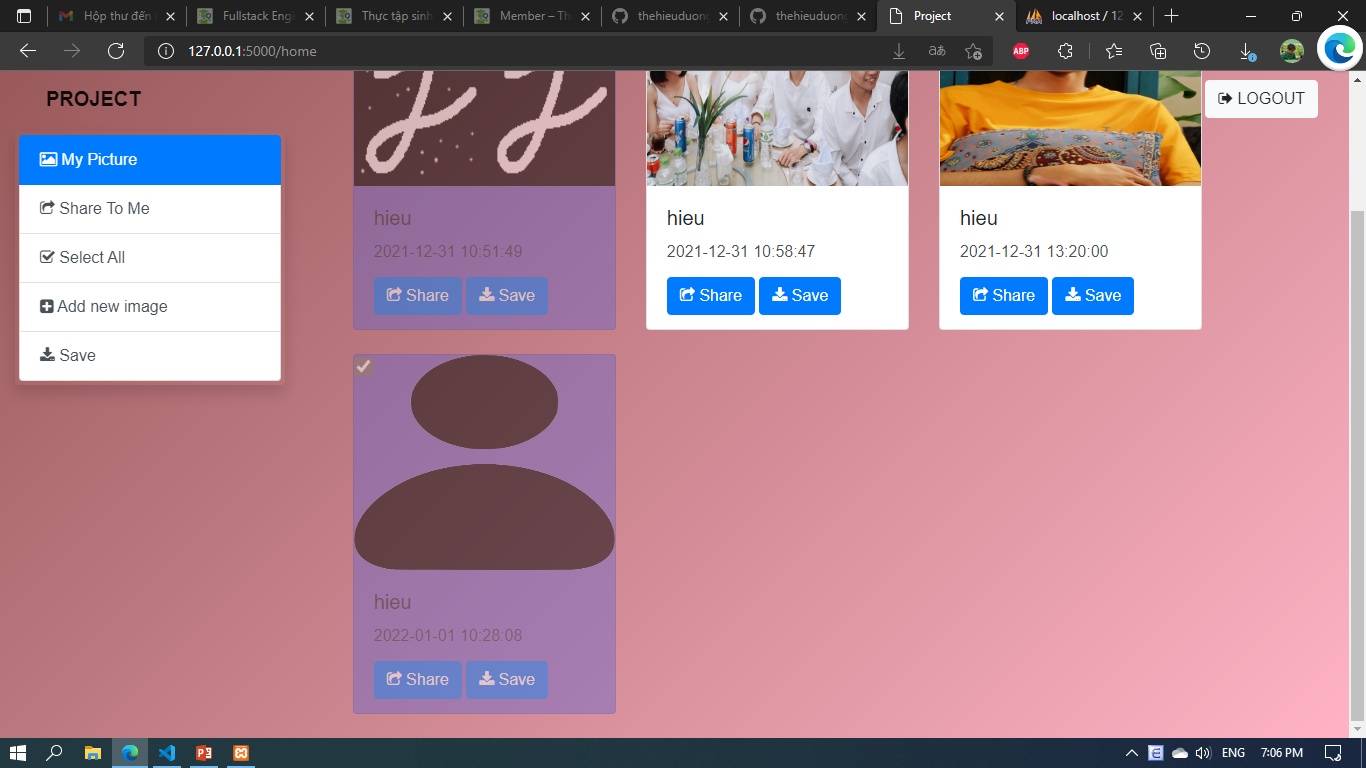 Hộp thư đến
Fullstack Engi
Thực tập sinh
Member – Th
thehieuduong
thehieuduong
Project
localhost / 12
127.0.0.1:5000/home
ABP
PROJECT
LOGOUT
My Picture
Share To Me
Select All
Add new image
Save
hieu
2021-12-31 10:51:49
Share Save
hieu
2021-12-31 10:58:47
Share Save
hieu
2021-12-31 13:20:00
Share Save
hieu
2022-01-01 10:28:08
Share Save
ENG
7:06 PM